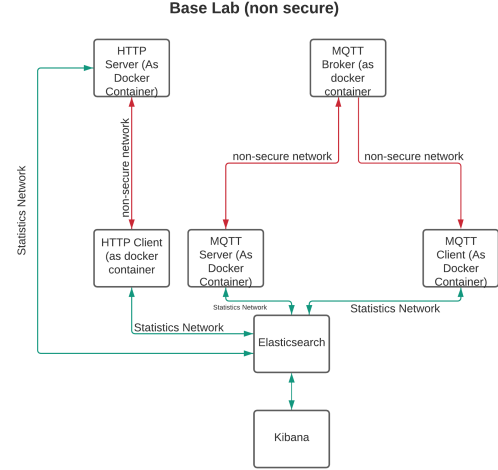 Base Lab (non secure)
HTTP
Server (As
Docker
Container)
MQTT
Broker (as
docker
container
non-secure network
non-secure network
non-secure network
Statistics Network
HTTP Client
(as docker
container
MQTT
Server (As
Docker
Container)
MQTT
Client (As
Docker
Container)
Statistics Network
Statistics Network
Statistics Network
Elasticsearch
Kibana